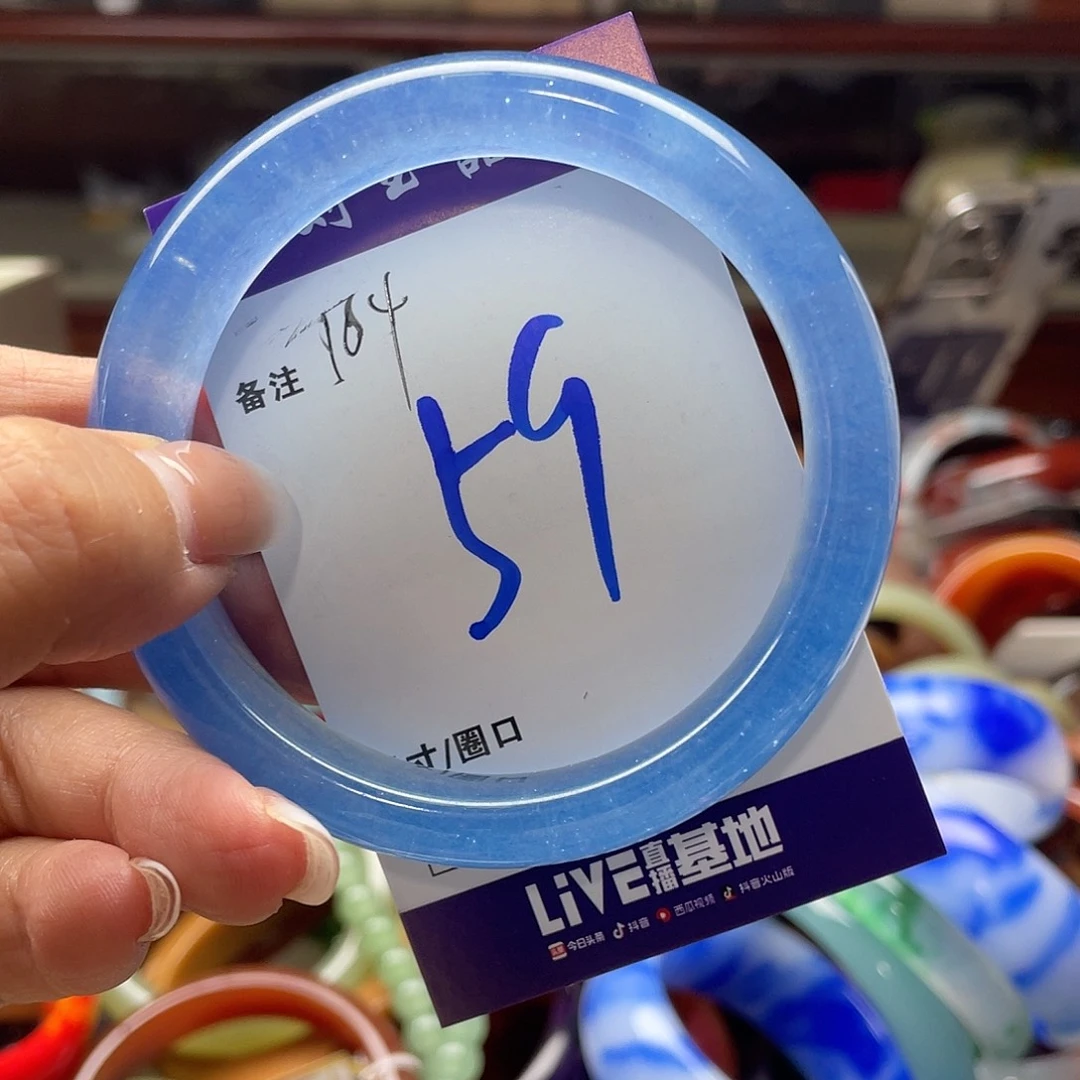 备注 184
59
寸/圈口
LIVE直播基地
今日头条 抖音 西瓜视频 抖音火山版